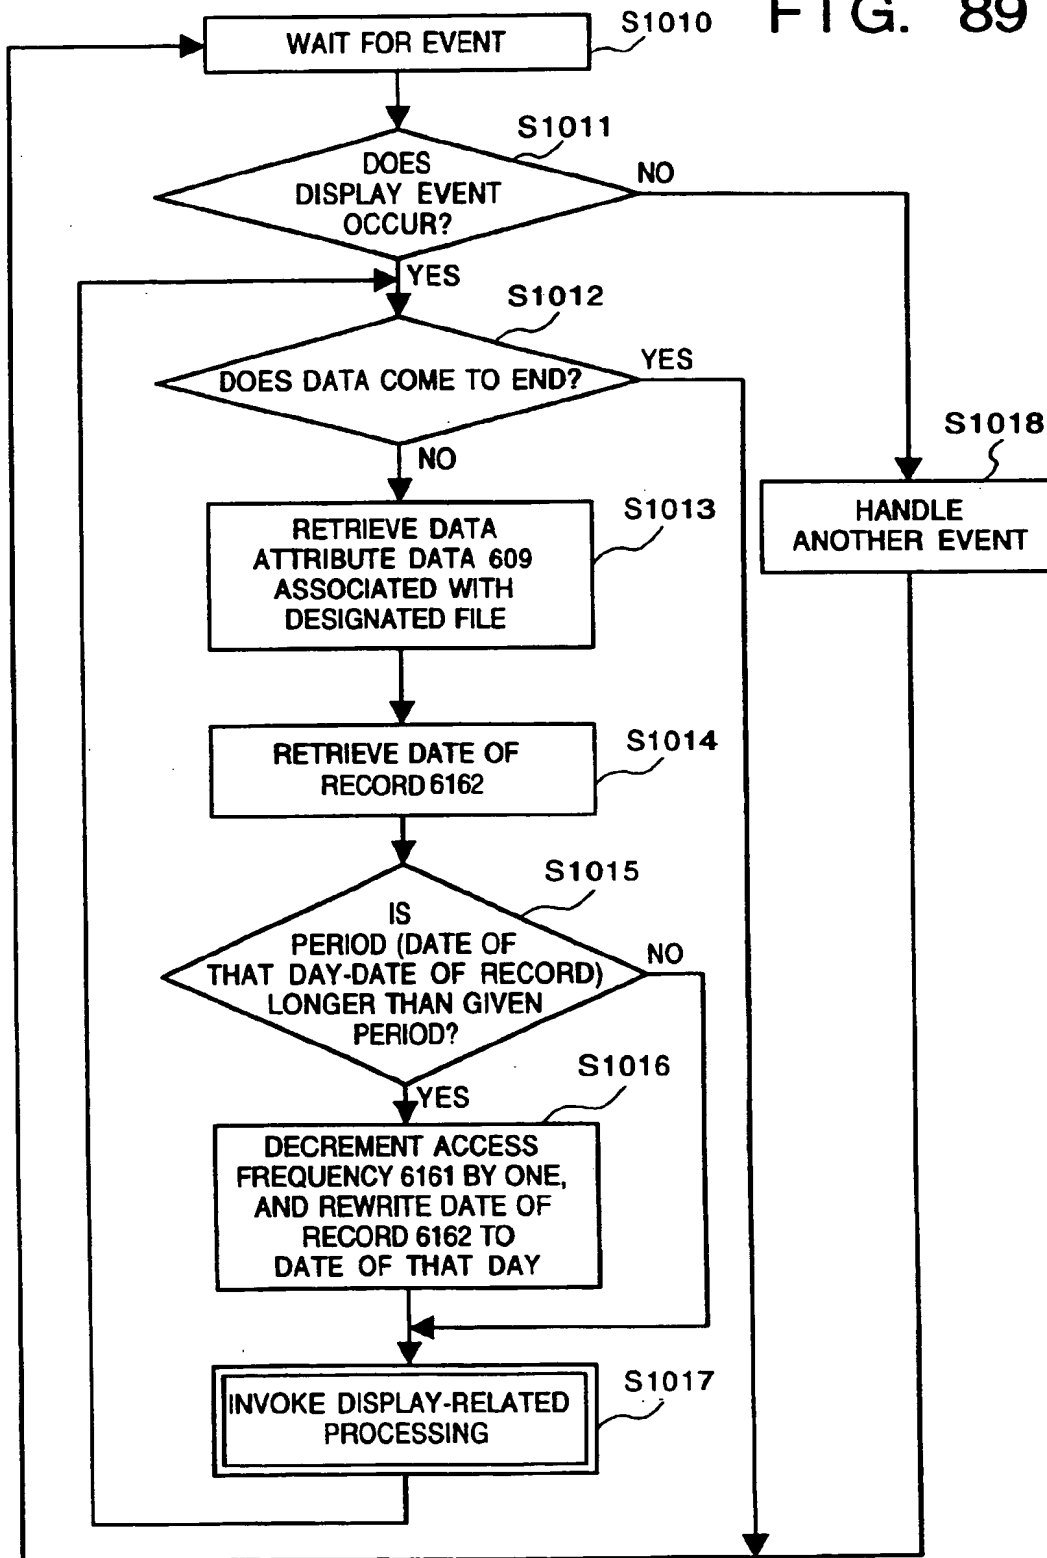 FIG. 89
WAIT FOR EVENT
S1010
S1011
DOES
DISPLAY EVENT
OCCUR?
NO
YES
S1012
DOES DATA COME TO END?
YES
NO
S1018
HANDLE
ANOTHER EVENT
S1013
RETRIEVE DATA
ATTRIBUTE DATA 609
ASSOCIATED WITH
DESIGNATED FILE
S1014
RETRIEVE DATE OF
RECORD 6162
S1015
IS
PERIOD (DATE OF
THAT DAY-DATE OF RECORD)
LONGER THAN GIVEN
PERIOD?
NO
YES
S1016
DECREMENT ACCESS
FREQUENCY 6161 BY ONE,
AND REWRITE DATE OF
RECORD 6162 TO
DATE OF THAT DAY
S1017
INVOKE DISPLAY-RELATED
PROCESSING